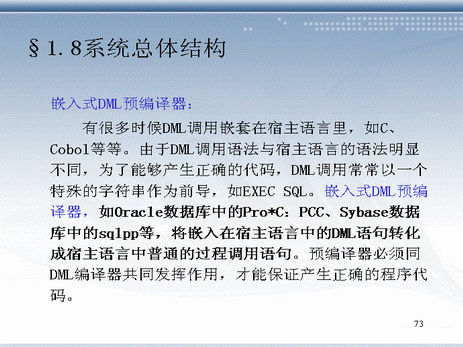 §1.8系统总体结构
嵌入式DML预编译器：
有很多时候DML调用嵌套在宿主语言里，如C、
Cobol等等。由于DML调用语法与宿主语言的语法明显
不同，为了能够产生正确的代码，DML调用常常以一个
特殊的字符串作为前导，如EXEC SQL。嵌入式DML预编
译器，如Oracle数据库中的Pro*C：PCC、Sybase数据
库中的sqlpp等，将嵌入在宿主语言中的DML语句转化
成宿主语言中普通的过程调用语句。预编译器必须同
DML编译器共同发挥作用，才能保证产生正确的程序代
码。
73